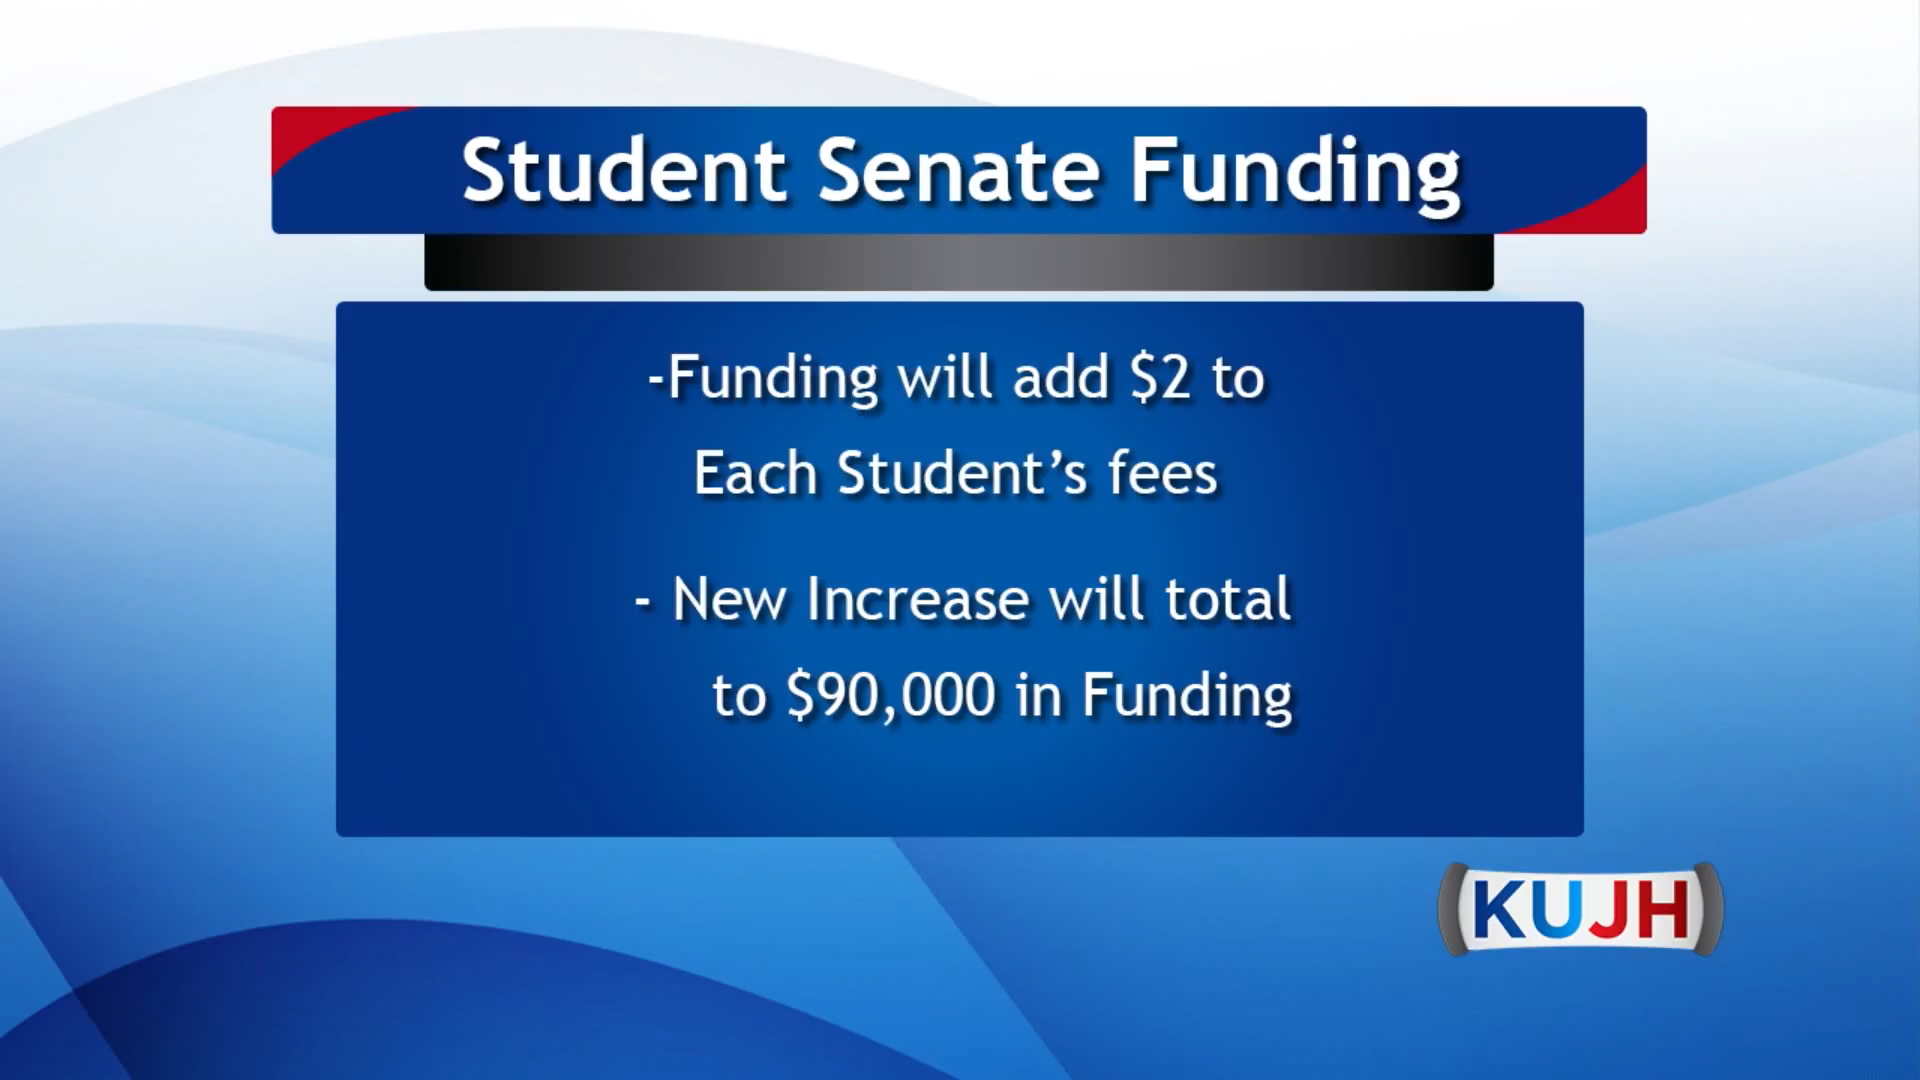 Student Senate Funding
-Funding will add $2 to
Each Student’s fees
- New Increase will total
to $90,000 in Funding
KUJH